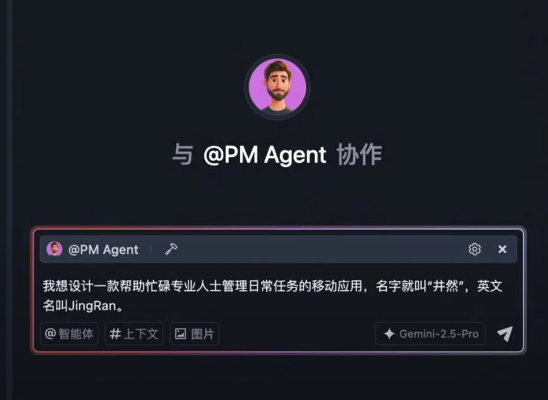 与 @PM Agent 协作
@PM Agent
我想设计一款帮助忙碌专业人士管理日常任务的移动应用，名字就叫“井然”，英文
名叫JingRan。
@智能体 #上下文 图片 Gemini-2.5-Pro